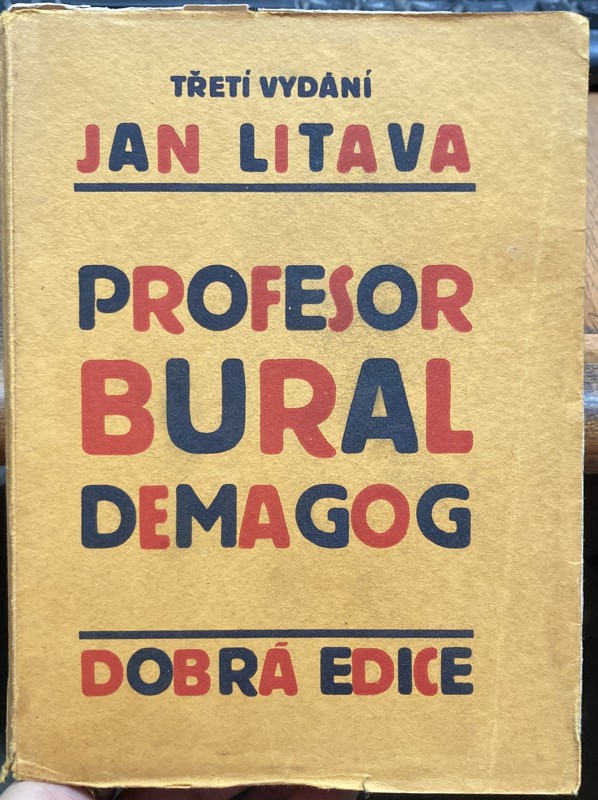 TŘETÍ VYDÁNÍ
JAN LITAVA
PROFESOR
BURAL
DEMAGOG
DOBRÁ EDICE